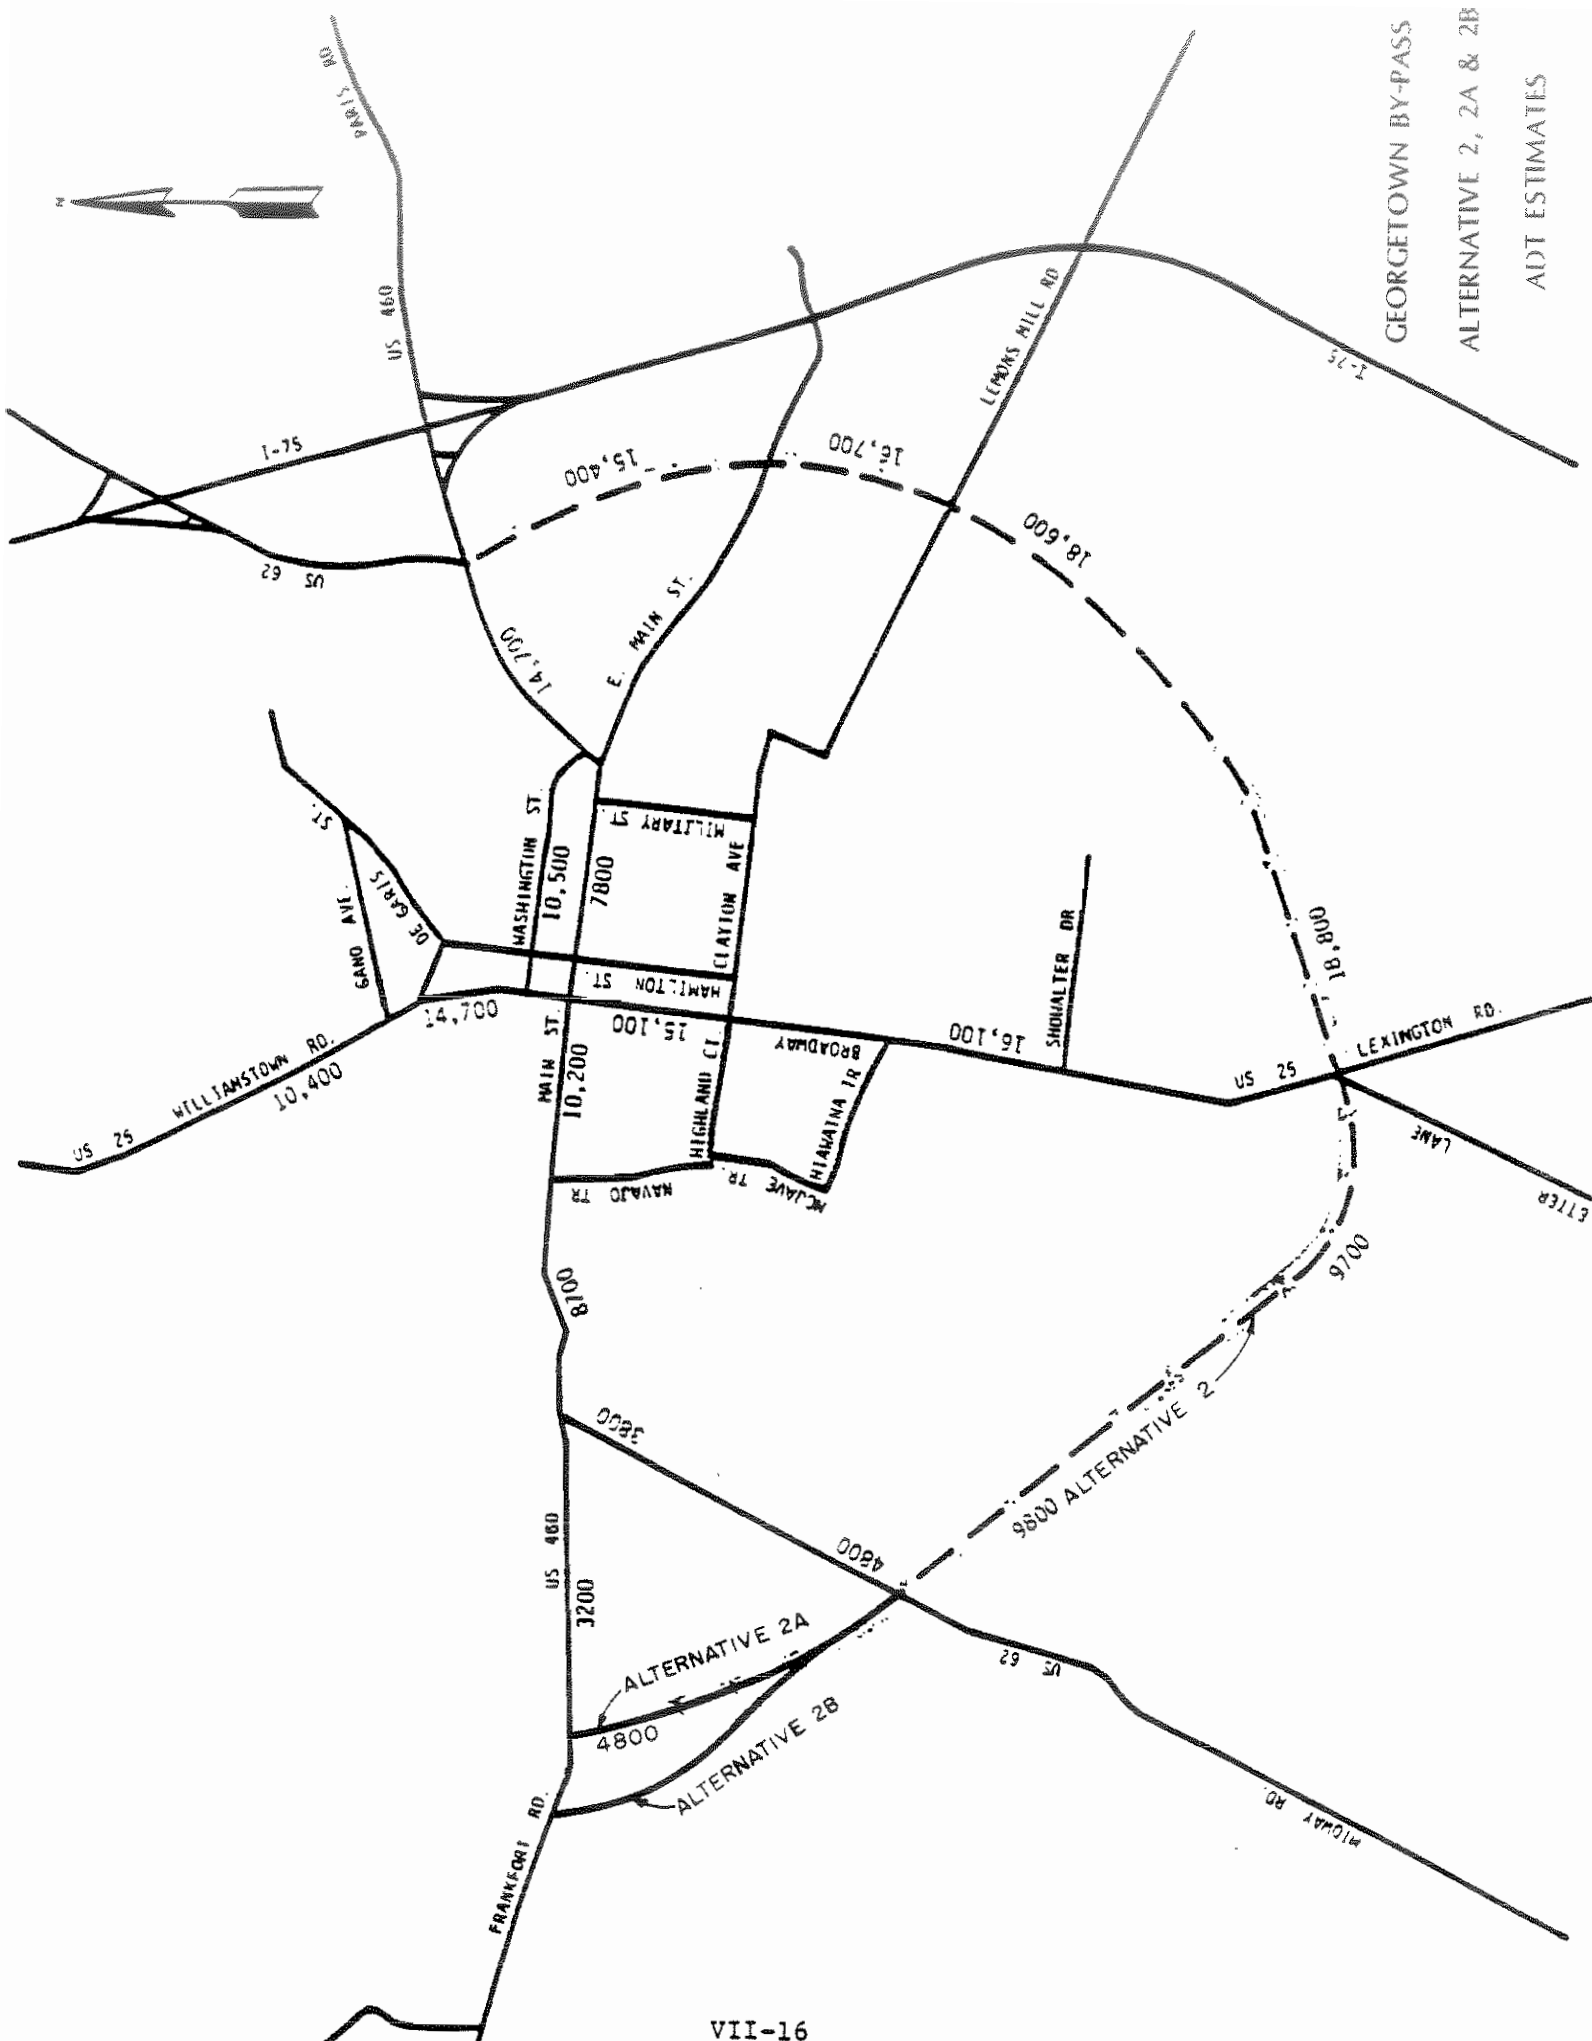 GEORGETOWN BY-PASS
ALTERNATIVE 2, 2A & 2B
ADT ESTIMATES
N
PARIS RD
US 460
I-75
US 62
15,400
16,700
LEMONS MILL RD
I-75
18,600
14,700
E. MAIN ST.
DE GARIS ST.
GANO AVE.
WASHINGTON ST.
10,500
7800
MILITARY ST.
CLAYTON AVE
HAMILTON ST.
14,700
15,100
BROADWAY
16,100
SHOWALTER DR
18,800
US 25 LEXINGTON RD.
ETTER LANE
US 25 WILLIAMSTOWN RD.
10,400
MAIN ST.
10,200
HIGHLAND CT.
NAVAJO TR
MOJAVE TR.
8700
9700
3800
4800
9800 ALTERNATIVE 2
US 460
3200
ALTERNATIVE 2A
4800
ALTERNATIVE 2B
US 62
MIDWAY RD.
FRANKFORT RD.
VII-16